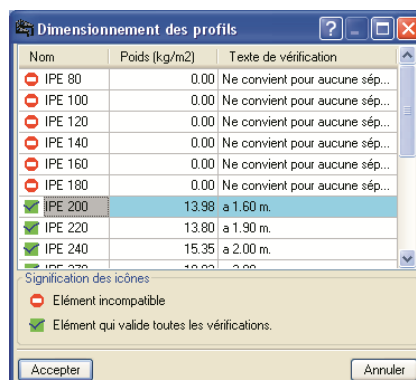 Dimensionnement des profils
Nom Poids (kg/m2) Texte de vérification
IPE 80 0.00 Ne convient pour aucune sép...
IPE 100 0.00 Ne convient pour aucune sép...
IPE 120 0.00 Ne convient pour aucune sép...
IPE 140 0.00 Ne convient pour aucune sép...
IPE 160 0.00 Ne convient pour aucune sép...
IPE 180 0.00 Ne convient pour aucune sép...
IPE 200 13.98 a 1.60 m.
IPE 220 13.80 a 1.90 m.
IPE 240 15.35 a 2.00 m.
Signification des icônes
Elément incompatible
Elément qui valide toutes les vérifications.
Accepter Annuler